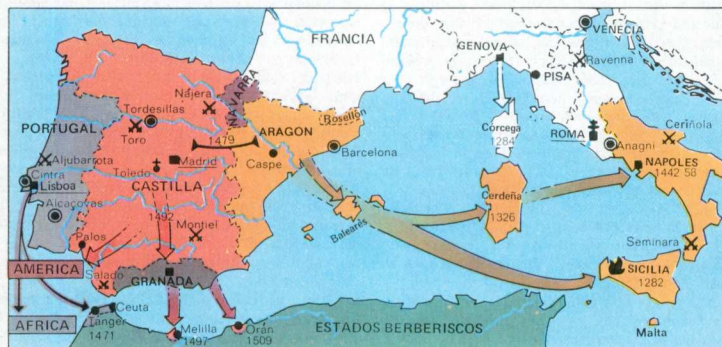 FRANCIA
GENOVA
VENECIA
Ravenna
PISA
NAVARRA
Nájera
Tordesillas
Toro
1479
ARAGON
Rosellón
Caspe
Barcelona
Corcega
1284
ROMA
Anagni
Ceriñola
NAPOLES
1442 58
PORTUGAL
Aljubarrota
Cintra
Lisboa
Alcaçovas
Madrid
Toledo
CASTILLA
1492
Montiel
Palos
Salado
GRANADA
Baleares
Cerdeña
1326
Seminara
SICILIA
1282
Malta
AMERICA
AFRICA
Ceuta
Tanger
1471
Melilla
1497
Orán
1509
ESTADOS BERBERISCOS